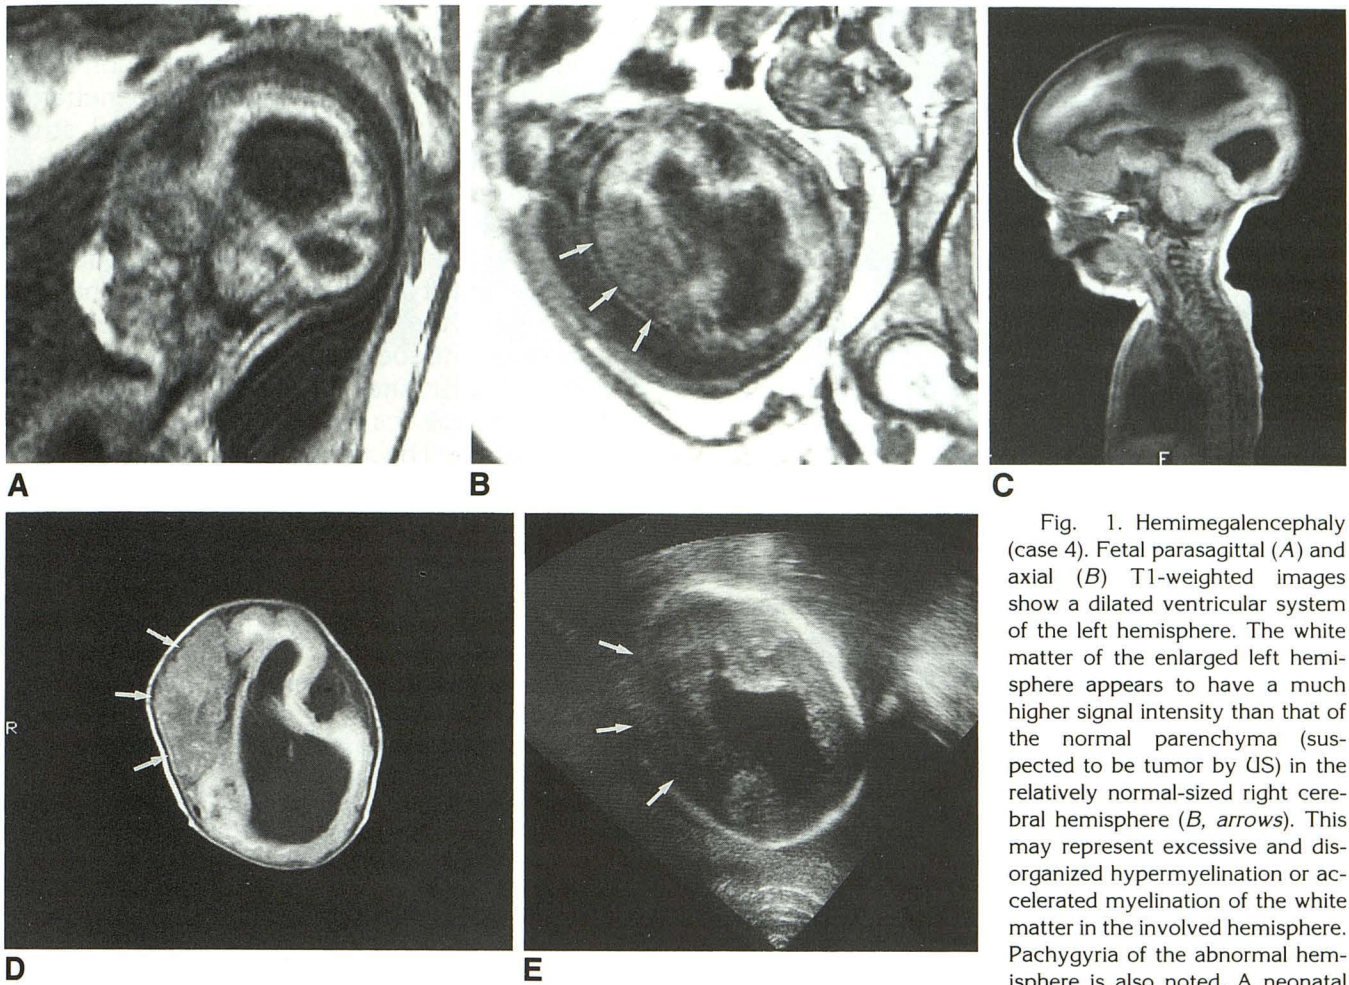 A
B
F
C
R
D
E
Fig. 1. Hemimegalencephaly
(case 4). Fetal parasagittal (A) and
axial (B) T1-weighted images
show a dilated ventricular system
of the left hemisphere. The white
matter of the enlarged left hemi-
sphere appears to have a much
higher signal intensity than that of
the normal parenchyma (sus-
pected to be tumor by US) in the
relatively normal-sized right cere-
bral hemisphere (B, arrows). This
may represent excessive and dis-
organized hypermyelination or ac-
celerated myelination of the white
matter in the involved hemisphere.
Pachygyria of the abnormal hem-
isphere is also noted. A neonatal